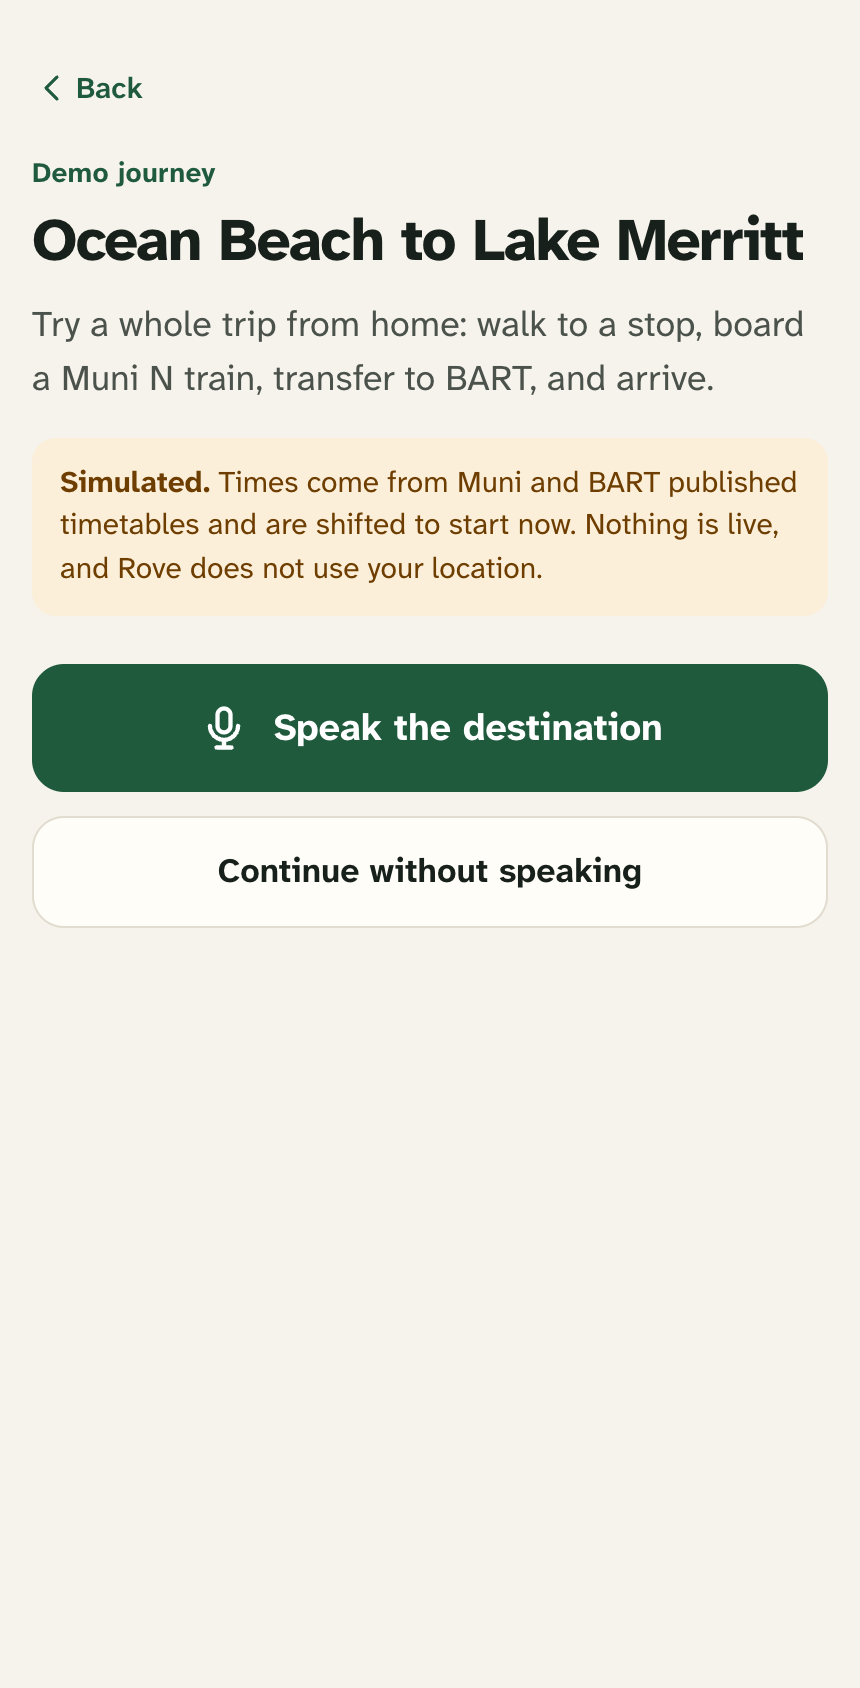 Back
Demo journey
Ocean Beach to Lake Merritt
Try a whole trip from home: walk to a stop, board
a Muni N train, transfer to BART, and arrive.
Simulated. Times come from Muni and BART published
timetables and are shifted to start now. Nothing is live,
and Rove does not use your location.
Speak the destination
Continue without speaking